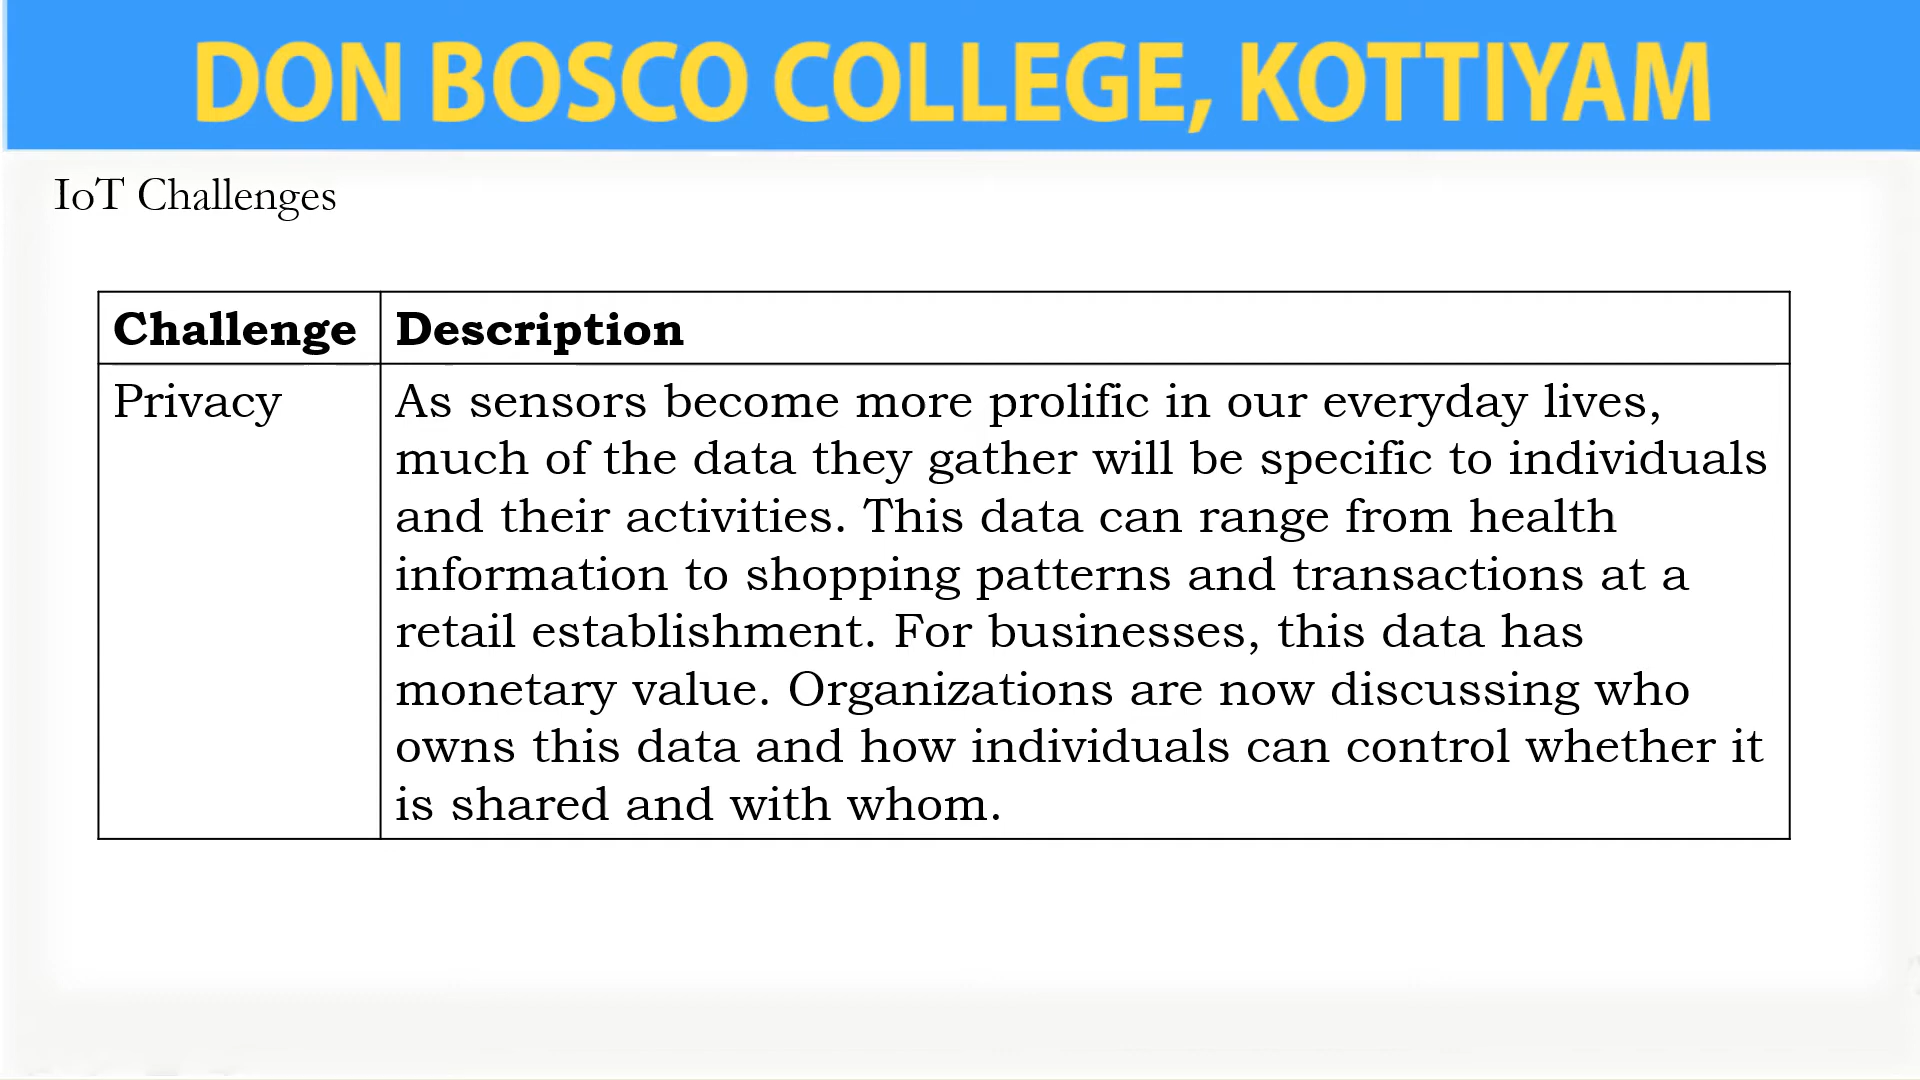 DON BOSCO COLLEGE, KOTTIYAM
IoT Challenges
Challenge Description
Privacy As sensors become more prolific in our everyday lives,
much of the data they gather will be specific to individuals
and their activities. This data can range from health
information to shopping patterns and transactions at a
retail establishment. For businesses, this data has
monetary value. Organizations are now discussing who
owns this data and how individuals can control whether it
is shared and with whom.